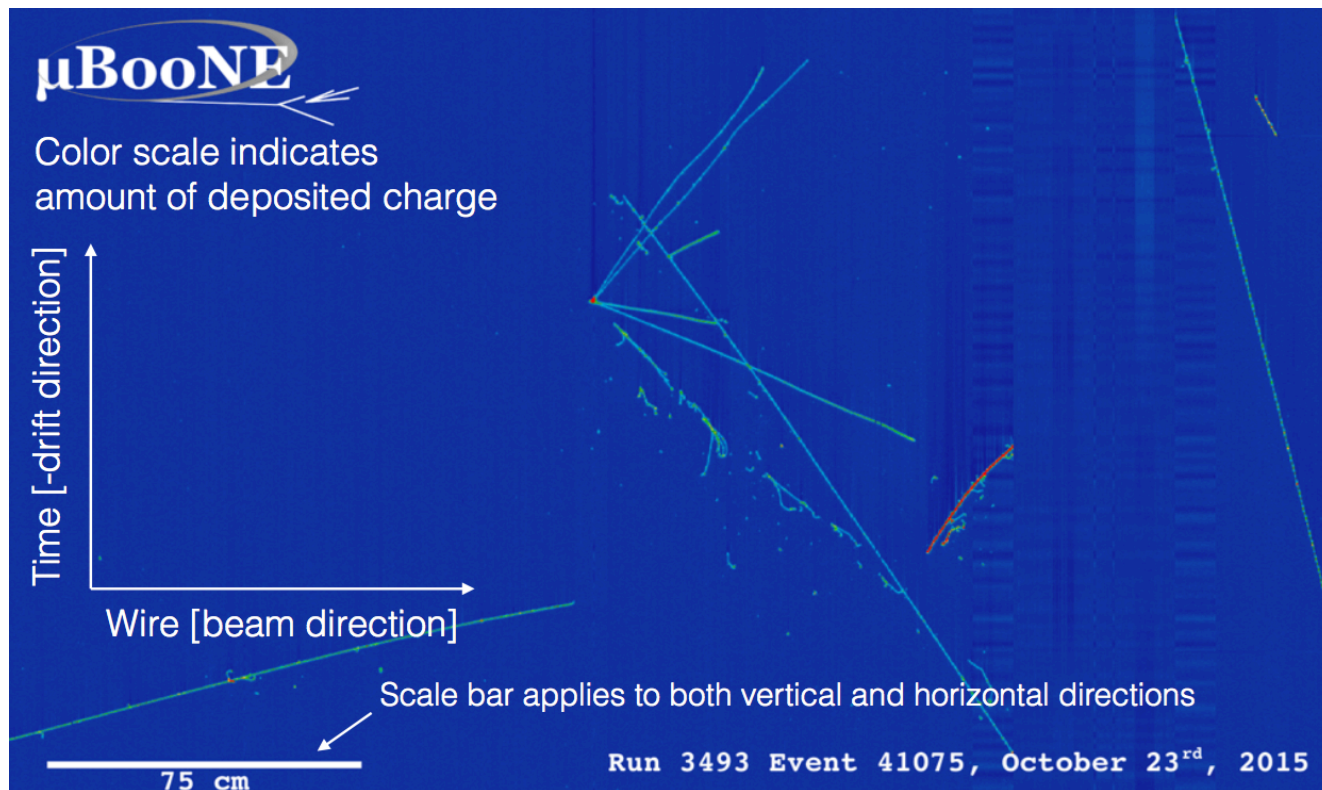 µBooNE
Color scale indicates
amount of deposited charge
Time [-drift direction]
Wire [beam direction]
Scale bar applies to both vertical and horizontal directions
75 cm
Run 3493 Event 41075, October 23rd, 2015